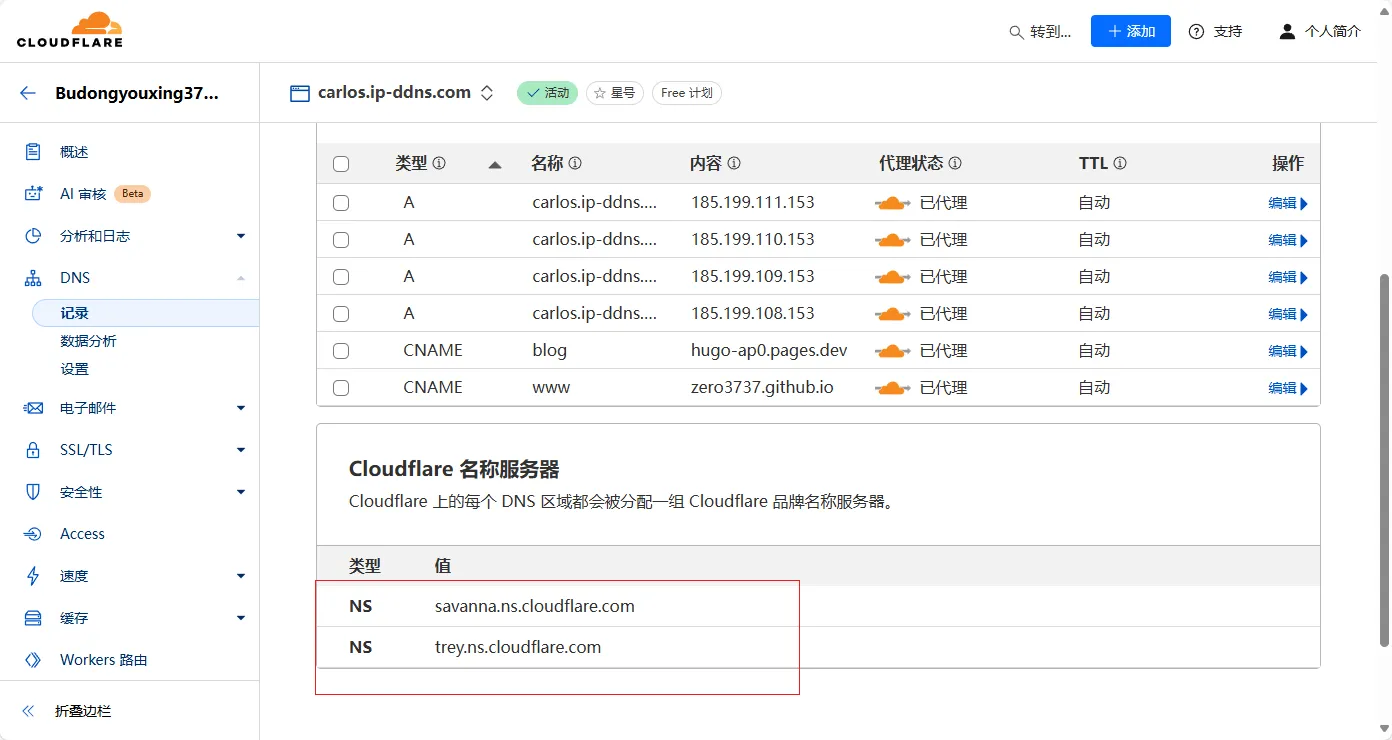 CLOUDFLARE
转到...
添加
支持
个人简介
Budongyouxing37...
carlos.ip-ddns.com
活动
星号
Free 计划
概述
AI 审核 Beta
分析和日志
DNS
记录
数据分析
设置
电子邮件
SSL/TLS
安全性
Access
速度
缓存
Workers 路由
折叠边栏
类型 名称 内容 代理状态 TTL 操作
A carlos.ip-ddns.... 185.199.111.153 已代理 自动 编辑
A carlos.ip-ddns.... 185.199.110.153 已代理 自动 编辑
A carlos.ip-ddns.... 185.199.109.153 已代理 自动 编辑
A carlos.ip-ddns.... 185.199.108.153 已代理 自动 编辑
CNAME blog hugo-ap0.pages.dev 已代理 自动 编辑
CNAME www zero3737.github.io 已代理 自动 编辑
Cloudflare 名称服务器
Cloudflare 上的每个 DNS 区域都会被分配一组 Cloudflare 品牌名称服务器。
类型 值
NS savanna.ns.cloudflare.com
NS trey.ns.cloudflare.com